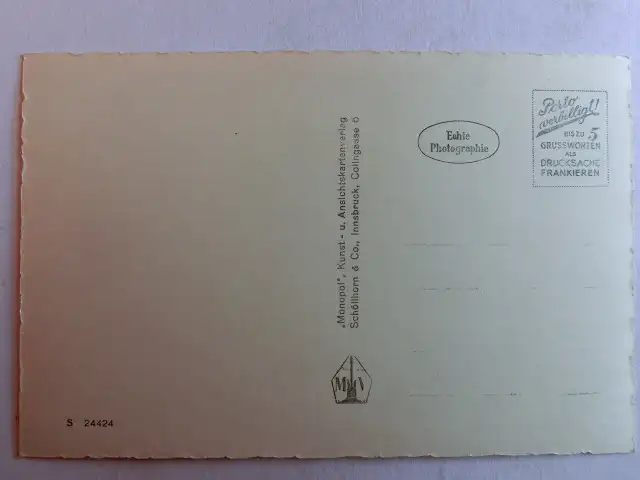 „Monopol", Kunst- u. Ansichtskartenverlag
Schöllhorn & Co., Innsbruck, Colingasse 6
Echte
Photographie
Porto
verbilligt!
BIS ZU 5
GRUSSWORTEN
ALS
DRUCKSACHE
FRANKIEREN
M V
S 24424